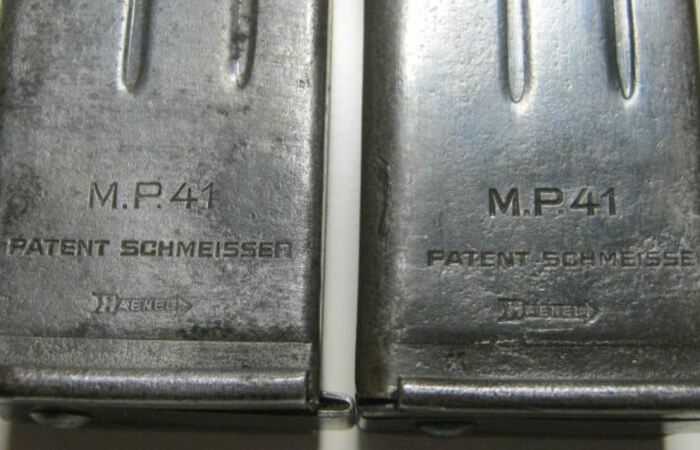 M.P.41
PATENT SCHMEISSER
HAENEL
M.P.41
PATENT SCHMEISSE
HAENEL